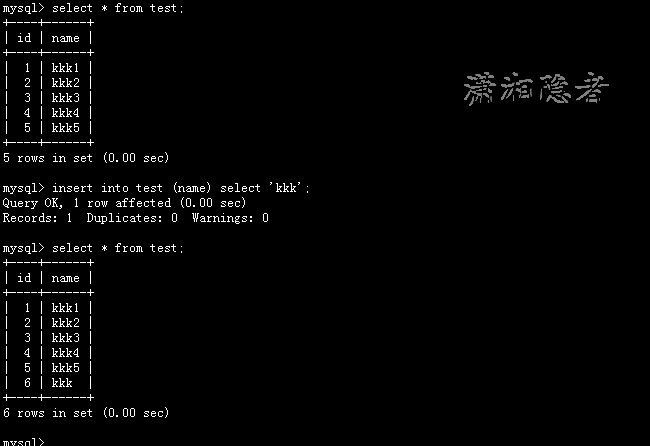 mysql> select * from test;
+----+------+
| id | name |
+----+------+
| 1 | kkk1 |
| 2 | kkk2 |
| 3 | kkk3 |
| 4 | kkk4 |
| 5 | kkk5 |
+----+------+
5 rows in set (0.00 sec)
潇湘隐者
mysql> insert into test (name) select 'kkk';
Query OK, 1 row affected (0.00 sec)
Records: 1  Duplicates: 0  Warnings: 0
mysql> select * from test;
+----+------+
| id | name |
+----+------+
| 1 | kkk1 |
| 2 | kkk2 |
| 3 | kkk3 |
| 4 | kkk4 |
| 5 | kkk5 |
| 6 | kkk |
+----+------+
6 rows in set (0.00 sec)
mysql>